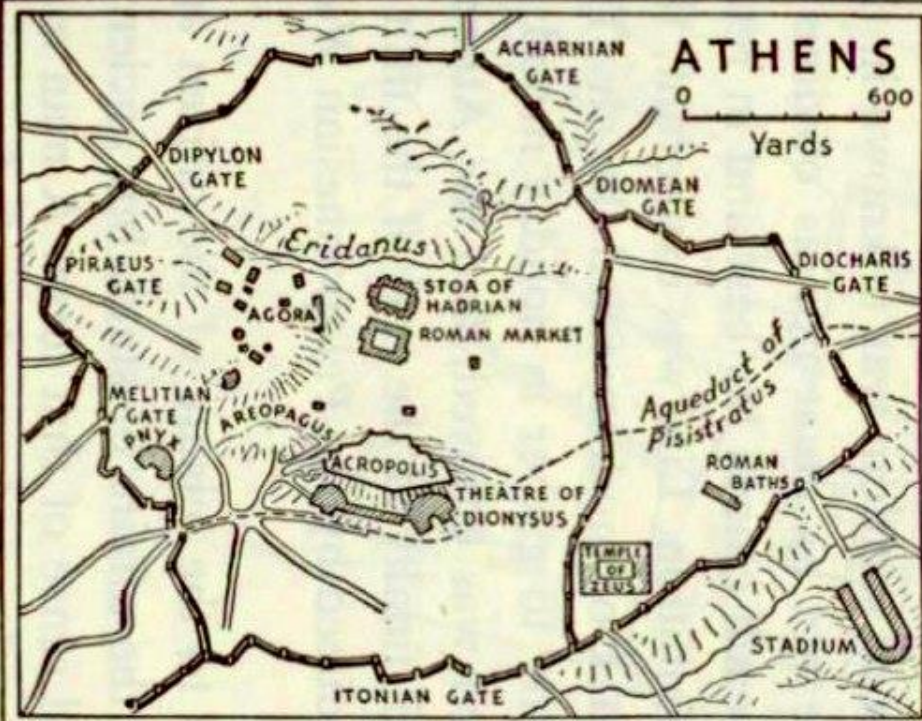 ATHENS
0 600
Yards
ACHARNIAN
GATE
DIPYLON
GATE
DIOMEAN
GATE
Eridanus
PIRAEUS
GATE
DIOCHARIS
GATE
STOA OF
HADRIAN
AGORA
ROMAN MARKET
Aqueduct of
Pisistratus
MELITIAN
GATE
PNYX
AREOPAGUS
ACROPOLIS
ROMAN
BATHS
THEATRE OF
DIONYSUS
TEMPLE
OF
ZEUS
STADIUM
ITONIAN GATE